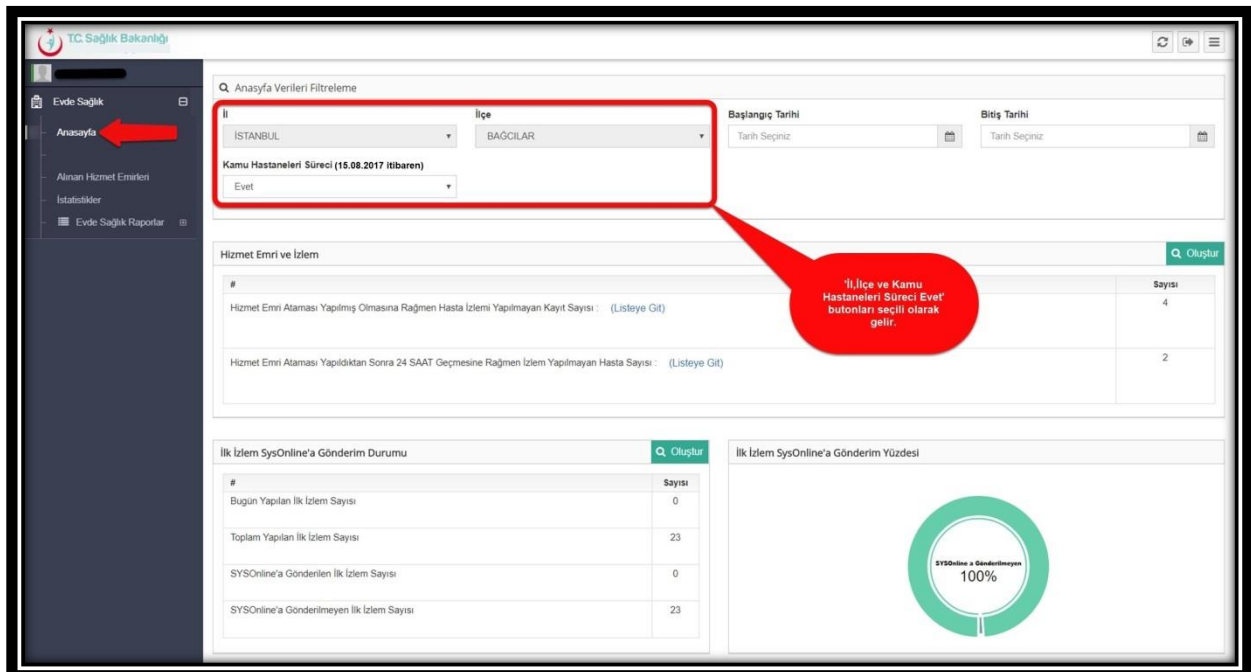 T.C. Sağlık Bakanlığı
Evde Sağlık
Anasayfa
Alınan Hizmet Emirleri
İstatistikler
Evde Sağlık Raporlar
Anasyfa Verileri Filtreleme
İl
İlçe
Başlangıç Tarihi
Bitiş Tarihi
İSTANBUL
BAĞCILAR
Tarih Seçiniz
Tarih Seçiniz
Kamu Hastaneleri Süreci (15.08.2017 itibaren)
Evet
Hizmet Emri ve İzlem
Oluştur
#
Sayısı
Hizmet Emri Ataması Yapılmış Olmasına Rağmen Hasta İzlemi Yapılmayan Kayıt Sayısı : (Listeye Git)
4
Hizmet Emri Ataması Yapıldıktan Sonra 24 SAAT Geçmesine Rağmen İzlem Yapılmayan Hasta Sayısı : (Listeye Git)
2
'İl,İlçe ve Kamu
Hastaneleri Süreci Evet'
butonları seçili olarak
gelir.
İlk İzlem SysOnline'a Gönderim Durumu
Oluştur
#
Sayısı
Bugün Yapılan İlk İzlem Sayısı
0
Toplam Yapılan İlk İzlem Sayısı
23
SYSOnline'a Gönderilen İlk İzlem Sayısı
0
SYSOnline'a Gönderilmeyen İlk İzlem Sayısı
23
İlk İzlem SysOnline'a Gönderim Yüzdesi
SYSOnline a Gönderilmeyen
100%